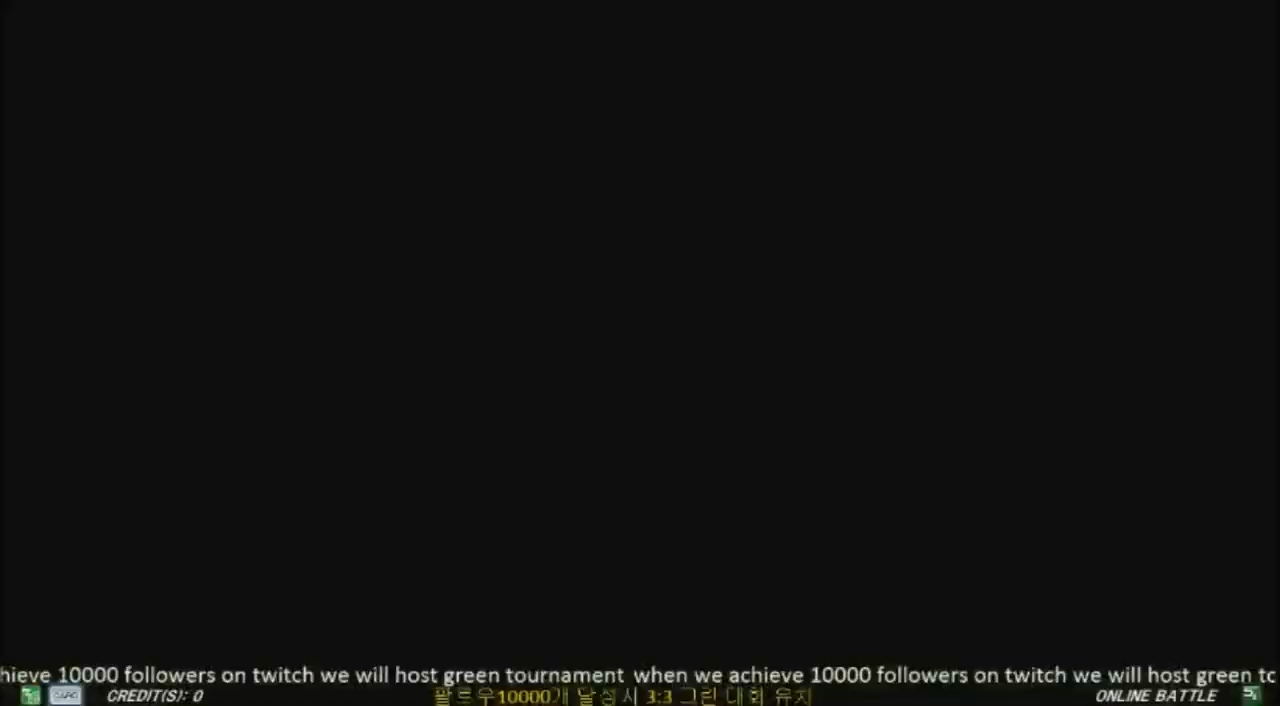 hieve 10000 followers on twitch we will host green tournament when we achieve 10000 followers on twitch we will host green tc
CREDIT(S): 0 팔로우10000개 달성시 3:3 그린 대회 유치 ONLINE BATTLE